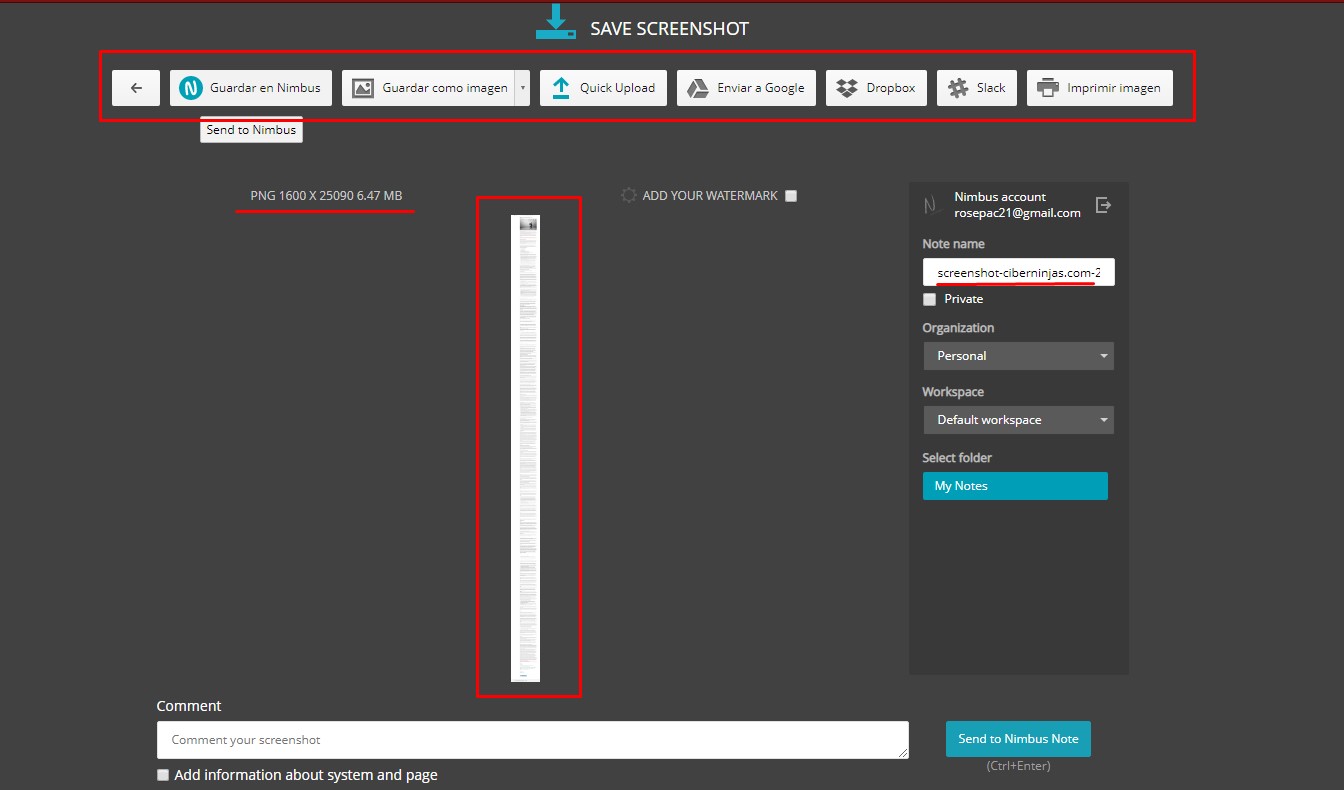 SAVE SCREENSHOT
Guardar en Nimbus
Guardar como imagen
Quick Upload
Enviar a Google
Dropbox
Slack
Imprimir imagen
Send to Nimbus
PNG 1600 X 25090 6.47 MB
ADD YOUR WATERMARK
Nimbus account
rosepac21@gmail.com
Note name
screenshot-ciberninjas.com-2
Private
Organization
Personal
Workspace
Default workspace
Select folder
My Notes
Comment
Comment your screenshot
Add information about system and page
Send to Nimbus Note
(Ctrl+Enter)